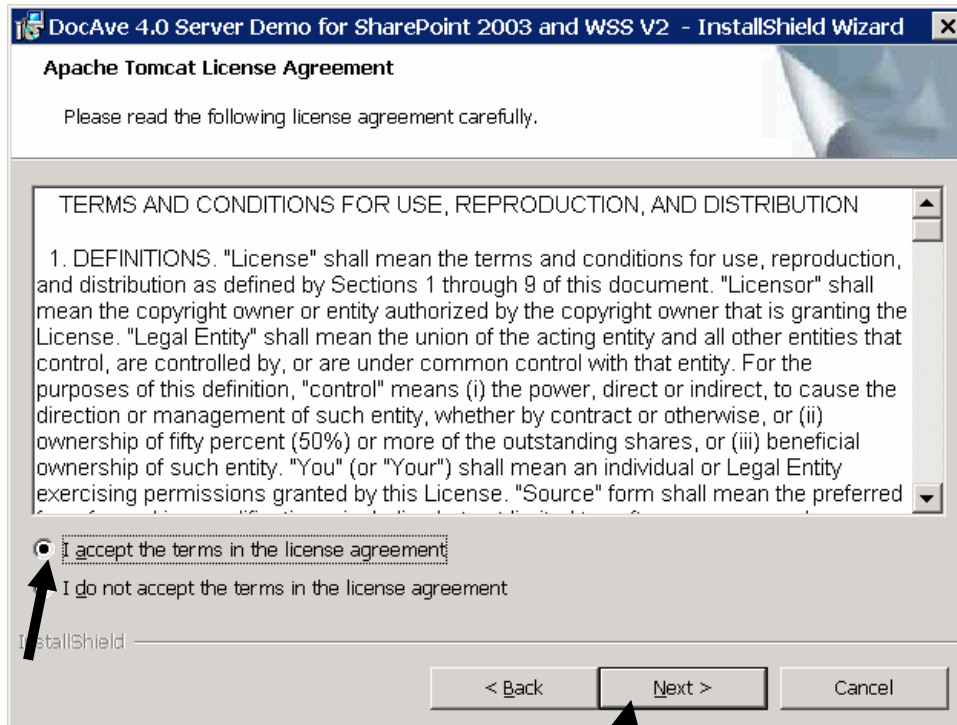 DocAve 4.0 Server Demo for SharePoint 2003 and WSS V2 - InstallShield Wizard
Apache Tomcat License Agreement
Please read the following license agreement carefully.
TERMS AND CONDITIONS FOR USE, REPRODUCTION, AND DISTRIBUTION
1. DEFINITIONS. "License" shall mean the terms and conditions for use, reproduction,
and distribution as defined by Sections 1 through 9 of this document. "Licensor" shall
mean the copyright owner or entity authorized by the copyright owner that is granting the
License. "Legal Entity" shall mean the union of the acting entity and all other entities that
control, are controlled by, or are under common control with that entity. For the
purposes of this definition, "control" means (i) the power, direct or indirect, to cause the
direction or management of such entity, whether by contract or otherwise, or (ii)
ownership of fifty percent (50%) or more of the outstanding shares, or (iii) beneficial
ownership of such entity. "You" (or "Your") shall mean an individual or Legal Entity
exercising permissions granted by this License. "Source" form shall mean the preferred
I accept the terms in the license agreement
I do not accept the terms in the license agreement
InstallShield
< Back
Next >
Cancel